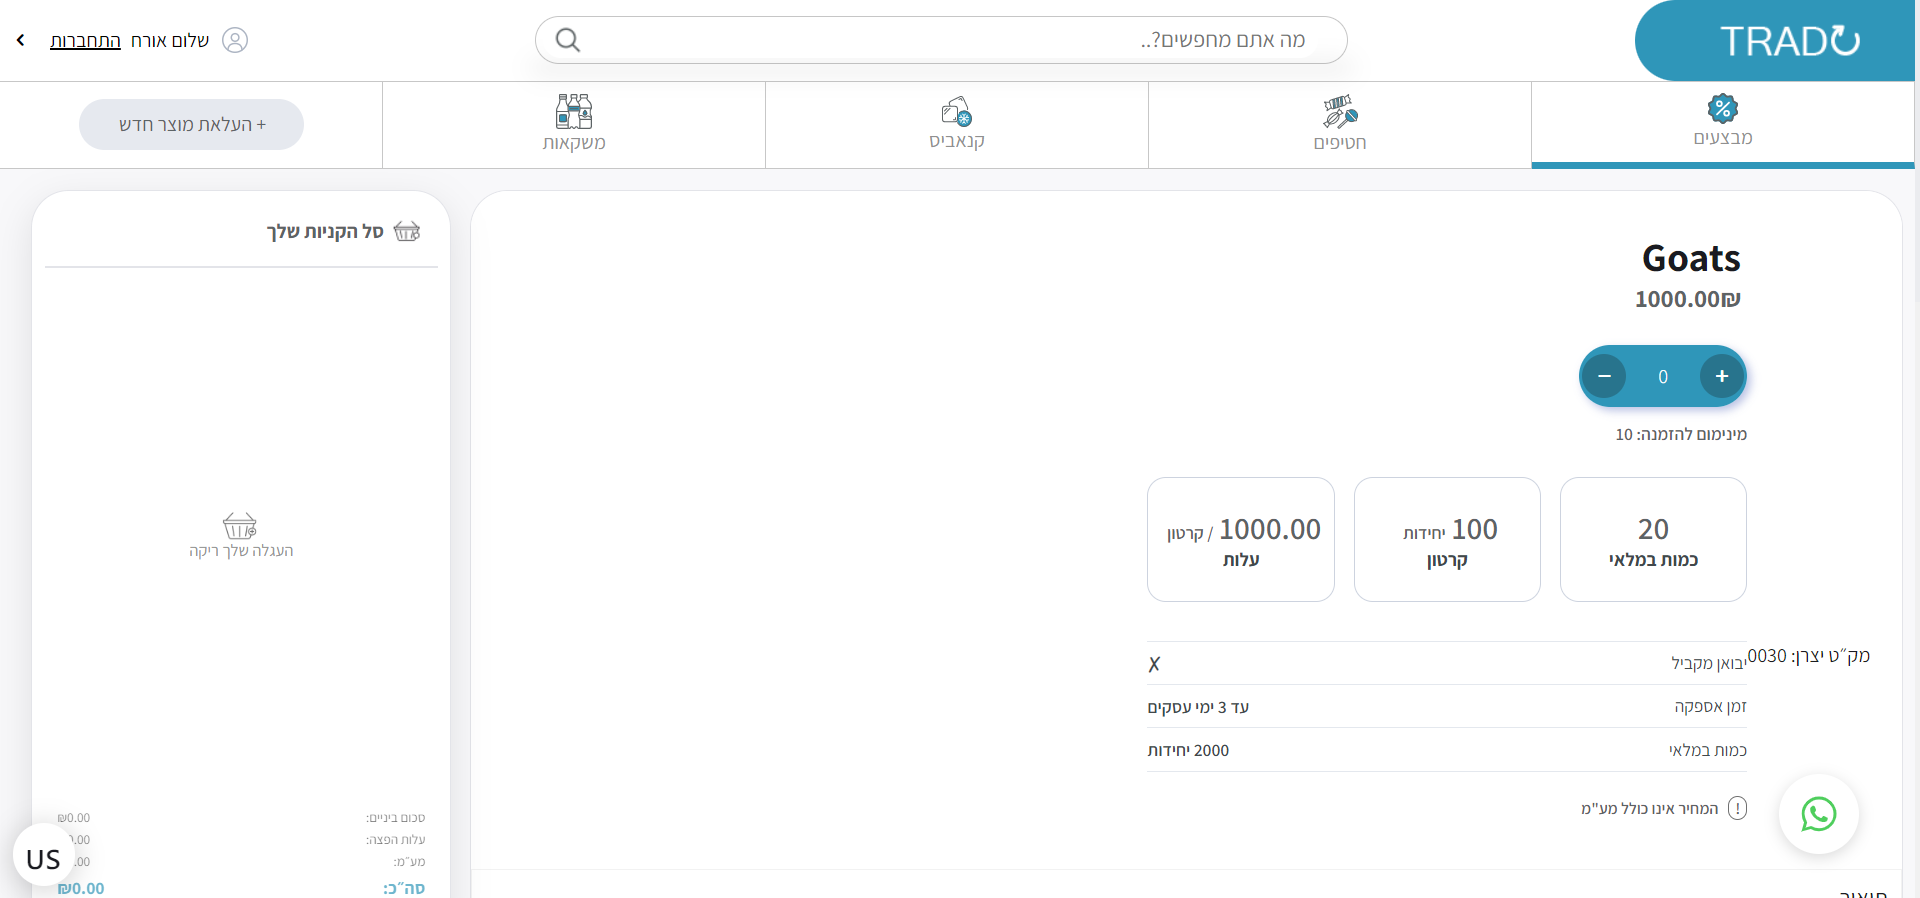 TRADO
מה אתם מחפשים?..
שלום אורח התחברות
מבצעים
חטיפים
קנאביס
משקאות
+ העלאת מוצר חדש
Goats
1000.00₪
+ 0 −
מינימום להזמנה: 10
20
כמות במלאי
100 יחידות
קרטון
1000.00 / קרטון
עלות
מק״ט יצרן: 0030
יבואן מקביל X
זמן אספקה עד 3 ימי עסקים
כמות במלאי 2000 יחידות
המחיר אינו כולל מע"מ
סל הקניות שלך
העגלה שלך ריקה
סכום ביניים: ₪0.00
עלות הפצה: .00
מע״מ: .00
סה״כ: ₪0.00
US